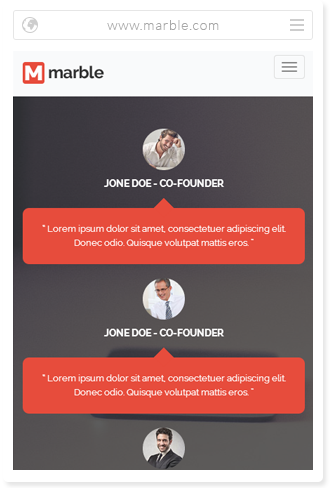 www.marble.com
M marble
JONE DOE - CO-FOUNDER
“ Lorem ipsum dolor sit amet, consectetuer adipiscing elit.
Donec odio. Quisque volutpat mattis eros. ”
JONE DOE - CO-FOUNDER
“ Lorem ipsum dolor sit amet, consectetuer adipiscing elit.
Donec odio. Quisque volutpat mattis eros. ”